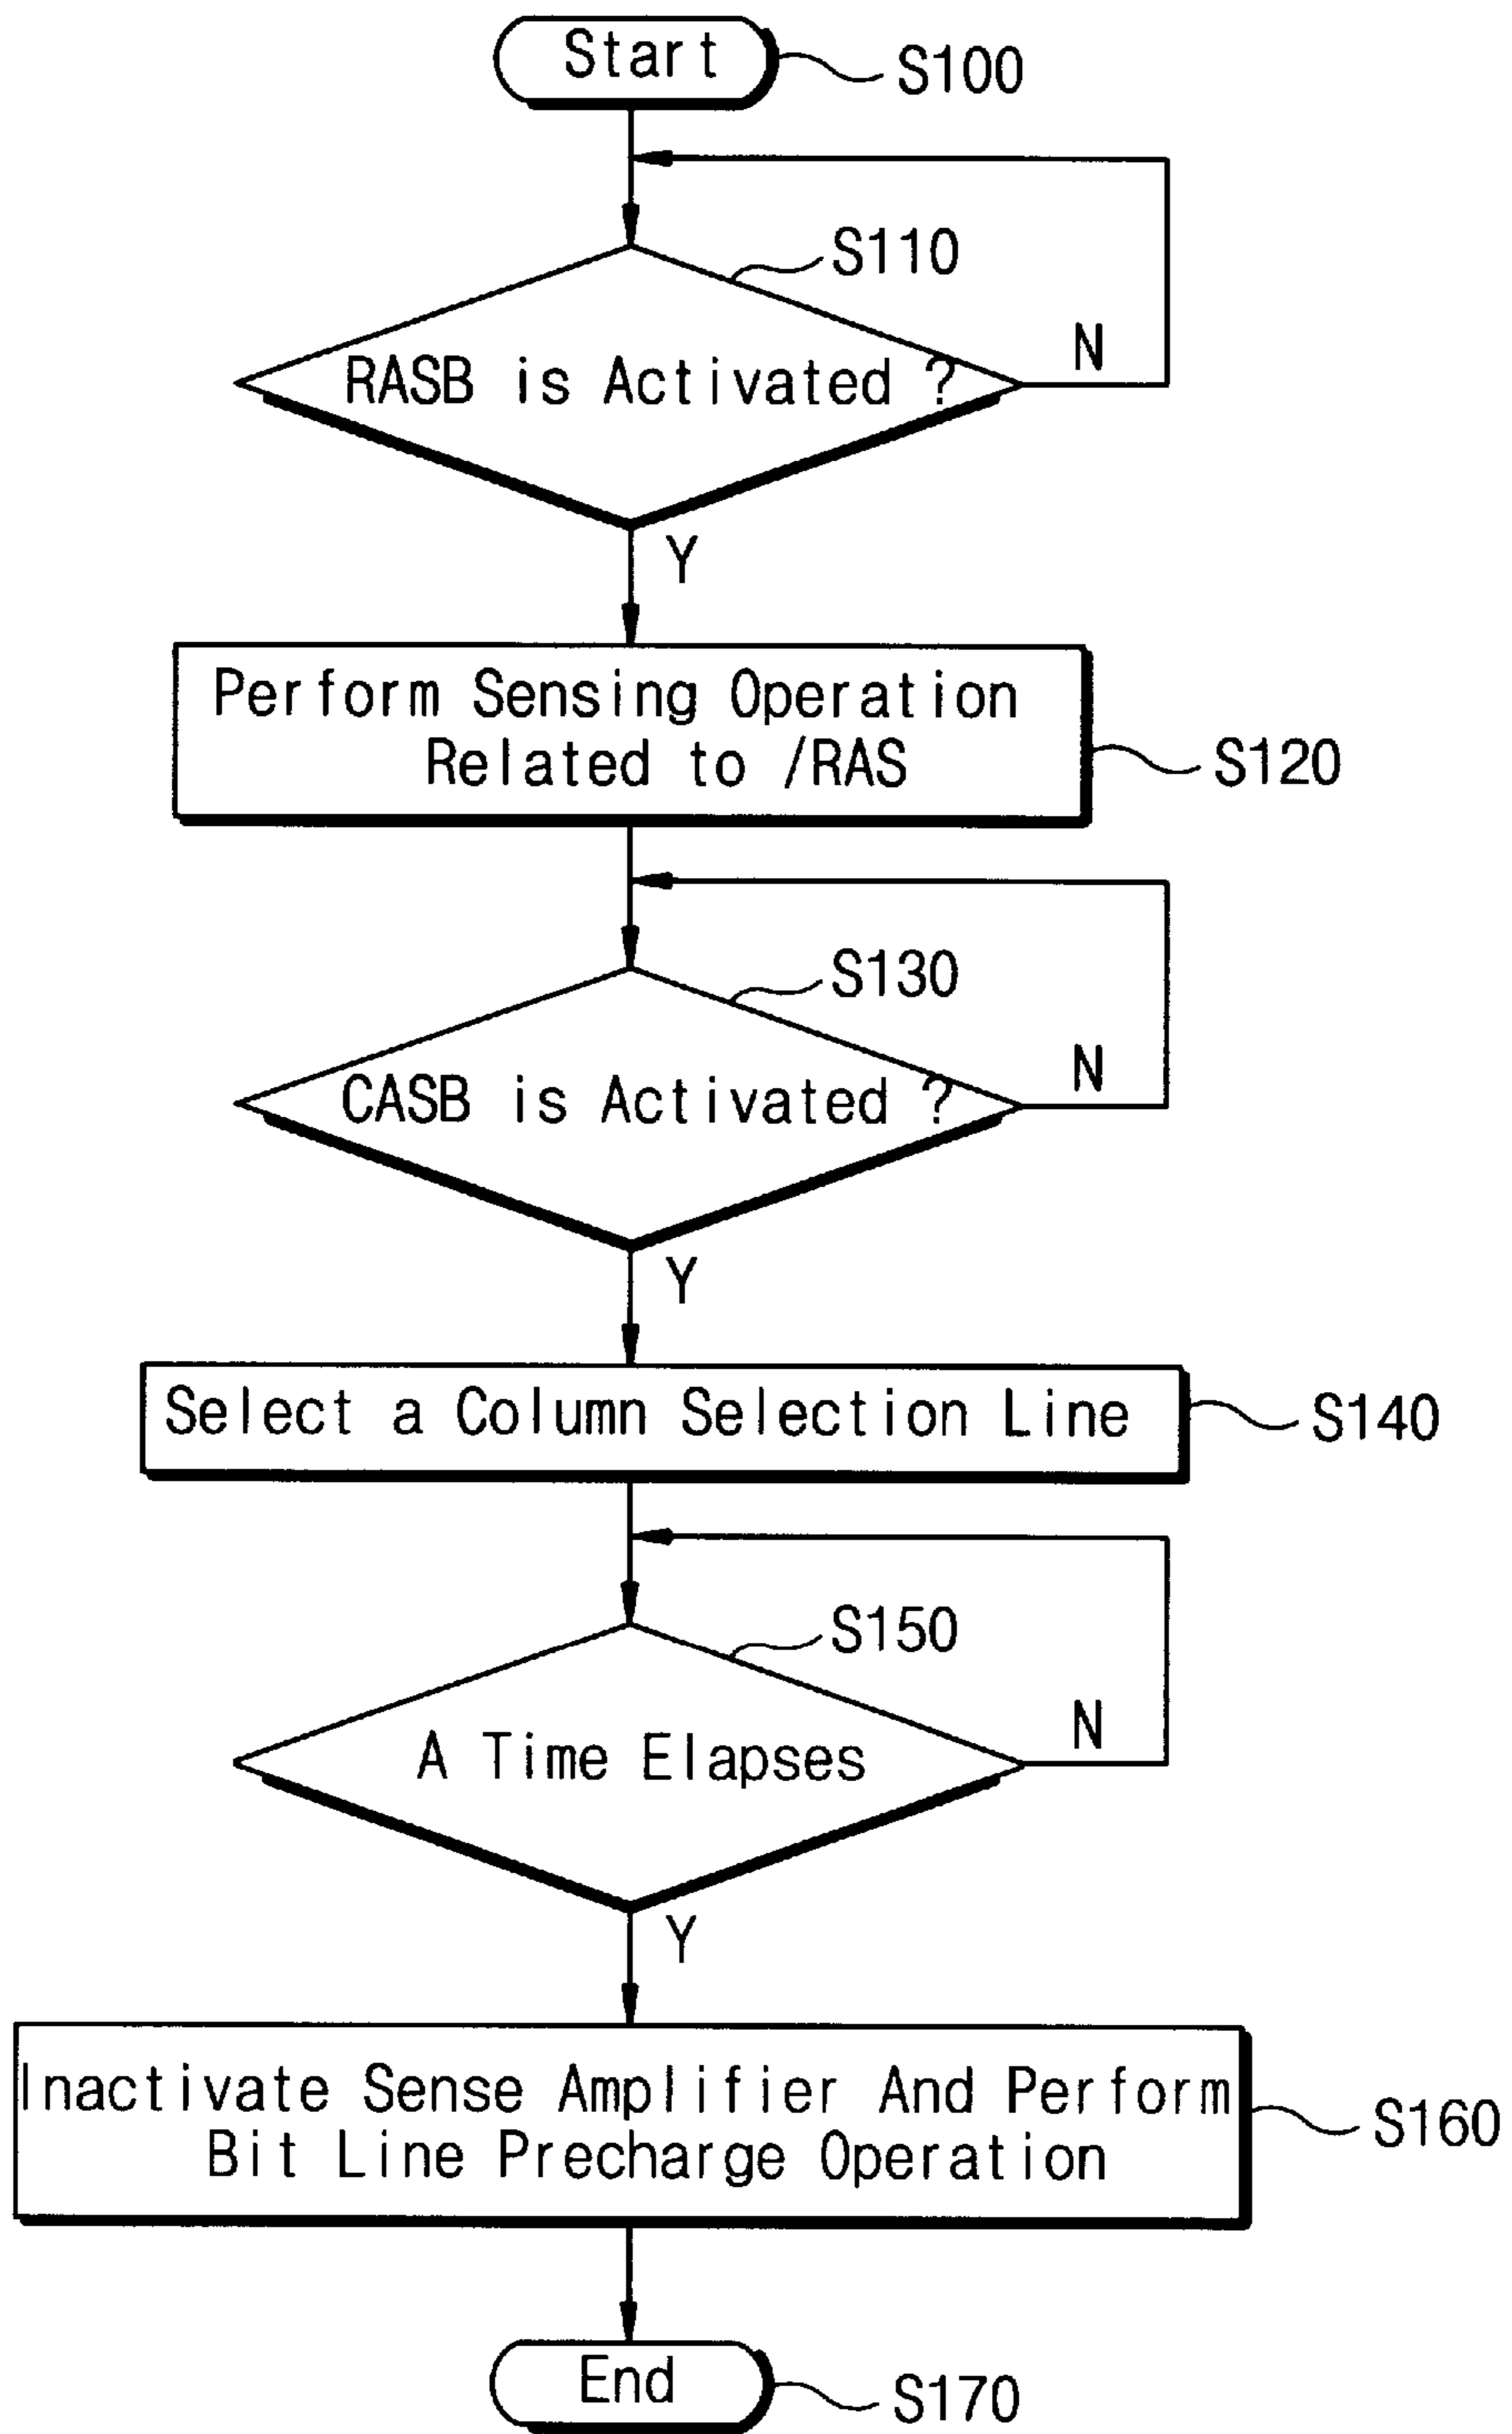 Start
S100
S110
RASB is Activated ?
N
Y
Perform Sensing Operation
Related to /RAS
S120
S130
CASB is Activated ?
N
Y
Select a Column Selection Line
S140
S150
A Time Elapses
N
Y
Inactivate Sense Amplifier And Perform
Bit Line Precharge Operation
S160
End
S170